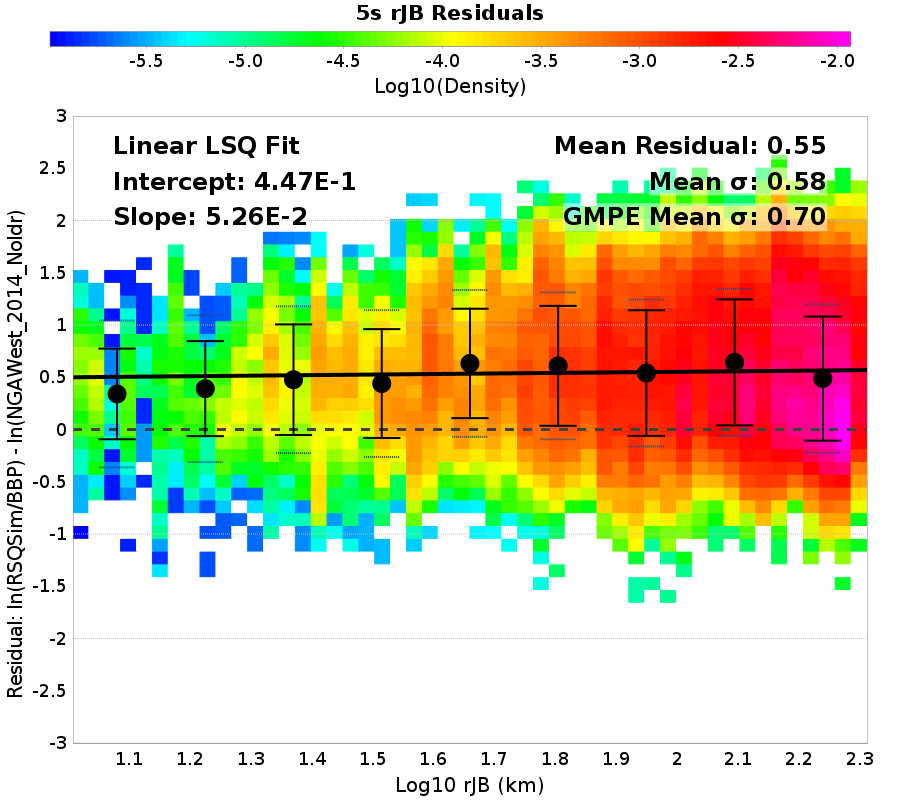 5s rJB Residuals
-5.5 -5.0 -4.5 -4.0 -3.5 -3.0 -2.5 -2.0
Log10(Density)
Linear LSQ Fit
Intercept: 4.47E-1
Slope: 5.26E-2
Mean Residual: 0.55
Mean σ: 0.58
GMPE Mean σ: 0.70
Residual: ln(RSQSim/BBP) - ln(NGAWest_2014_NoIdr)
3
2.5
2
1.5
1
0.5
0
-0.5
-1
-1.5
-2
-2.5
-3
1.1 1.2 1.3 1.4 1.5 1.6 1.7 1.8 1.9 2 2.1 2.2 2.3
Log10 rJB (km)